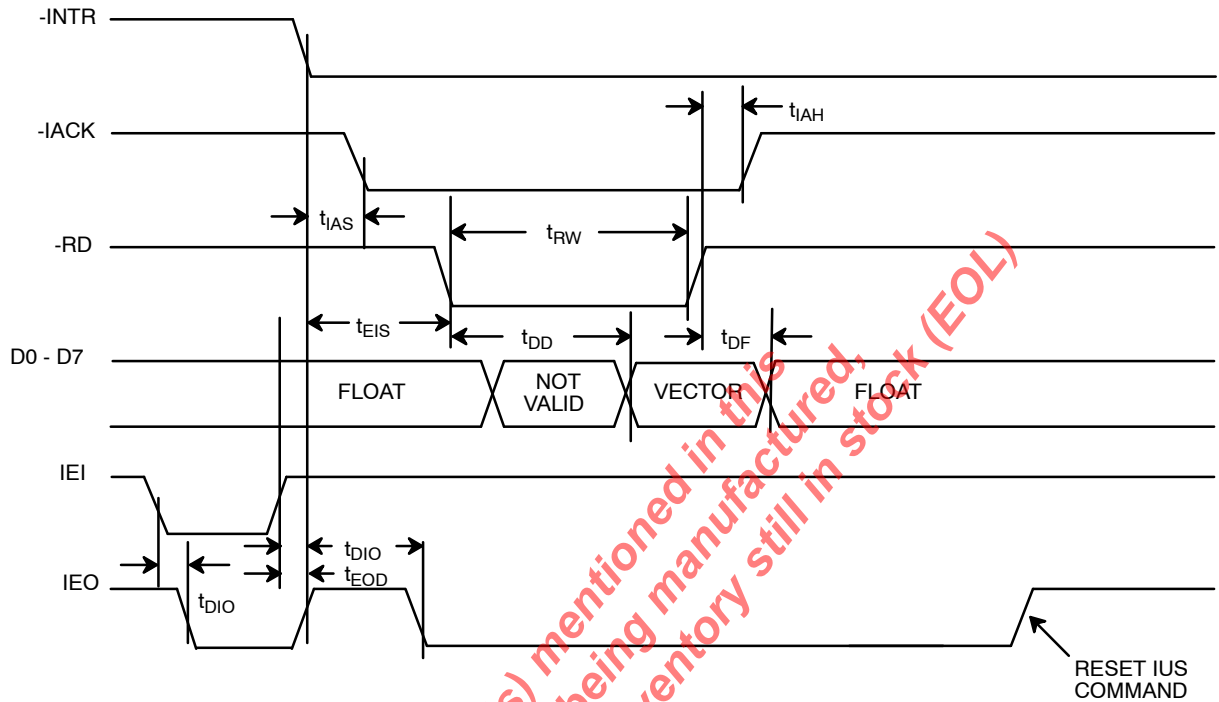 -INTR
tIAH
-IACK
tIAS
tRW
-RD
tEIS
tDD
tDF
D0 - D7
FLOAT
NOT
VALID
VECTOR
FLOAT
IEI
tDIO
tEOD
IEO
tDIO
RESET IUS
COMMAND
s) mentioned in this
being manufactured,
entory still in stock (EOL)